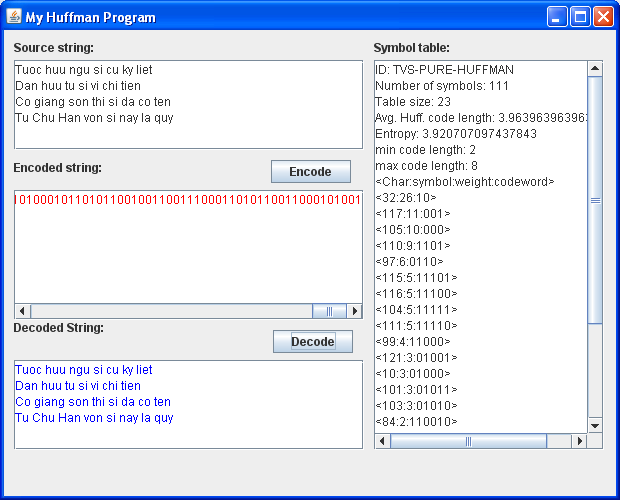 My Huffman Program
Source string:
Tuoc huu ngu si cu ky liet
Dan huu tu si vi chi tien
Co giang son thi si da co ten
Tu Chu Han von si nay la quy
Encoded string:
Encode
10100010110101100100110011100011010110011000101001
Decoded String:
Decode
Tuoc huu ngu si cu ky liet
Dan huu tu si vi chi tien
Co giang son thi si da co ten
Tu Chu Han von si nay la quy
Symbol table:
ID: TVS-PURE-HUFFMAN
Number of symbols: 111
Table size: 23
Avg. Huff. code length: 3.963963963963
Entropy: 3.920707097437843
min code length: 2
max code length: 8
<Char:symbol:weight:codeword>
<32:26:10>
<117:11:001>
<105:10:000>
<110:9:1101>
<97:6:0110>
<115:5:11101>
<116:5:11100>
<104:5:11111>
<111:5:11110>
<99:4:11000>
<121:3:01001>
<10:3:01000>
<101:3:01011>
<103:3:01010>
<84:2:110010>